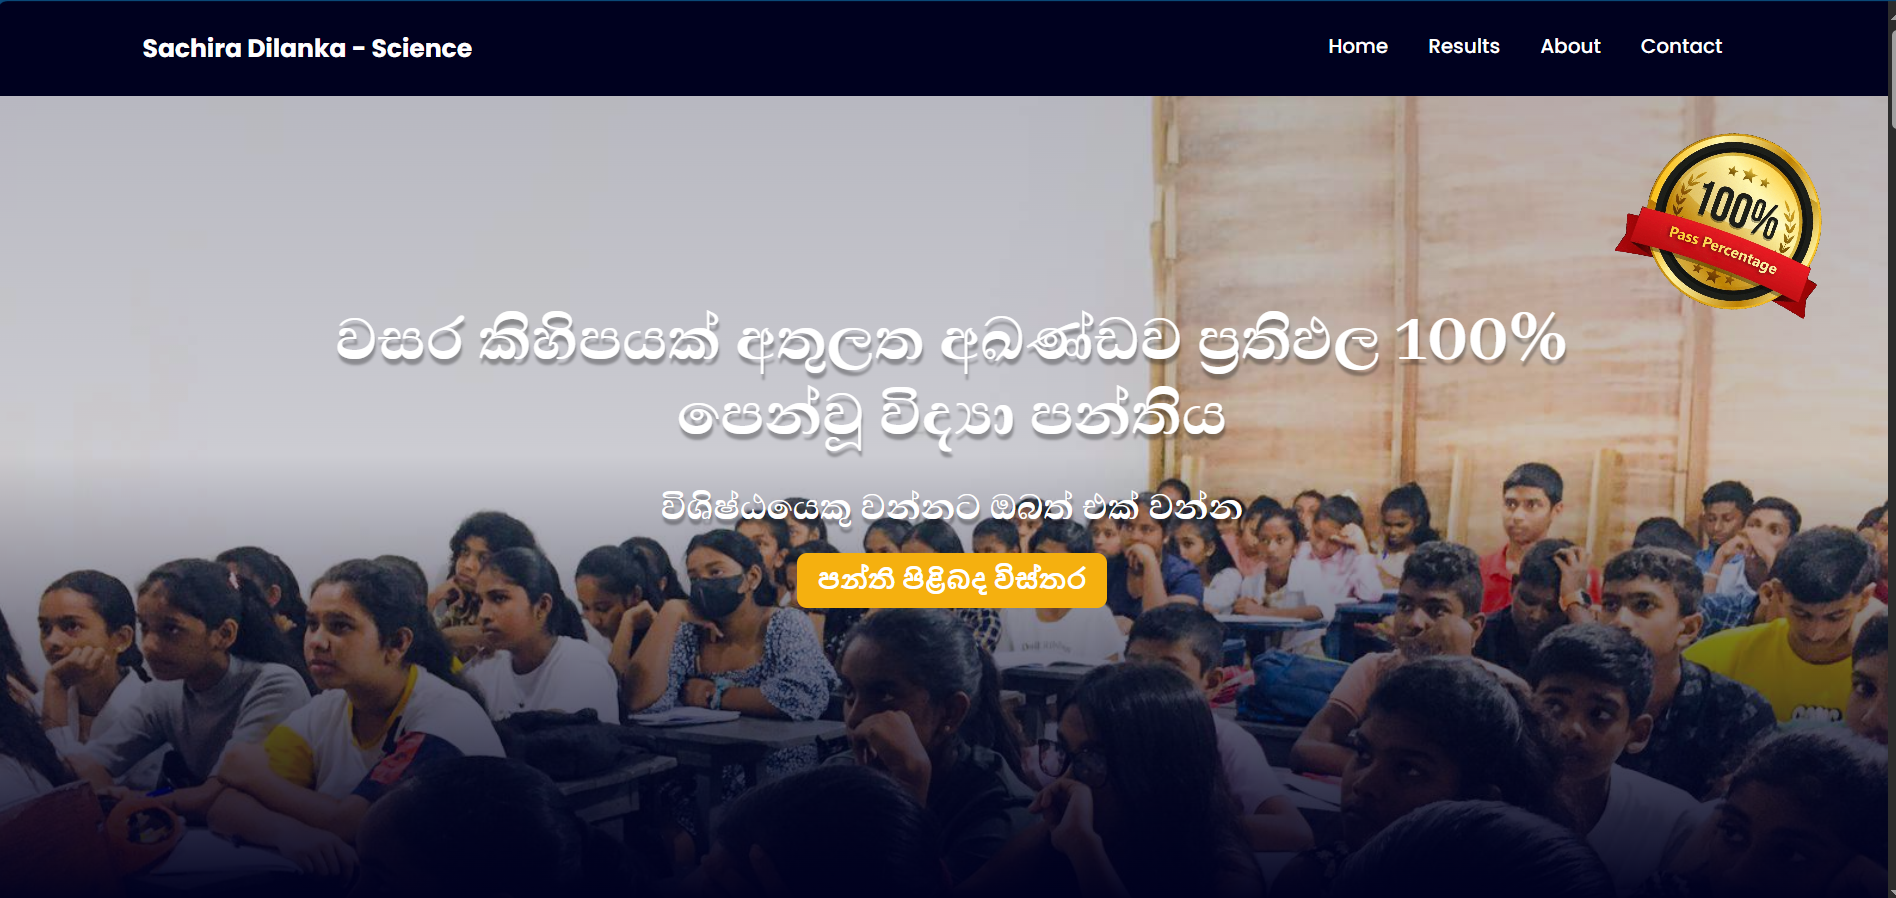 Sachira Dilanka - Science
Home Results About Contact
100%
Pass Percentage
වසර කිහිපයක් අතුලත අඛණ්ඩව ප්‍රතිඵල 100%
පෙන්වූ විද්‍යා පන්තිය
විශිෂ්ඨයෙකු වන්නට ඔබත් එක් වන්න
පන්ති පිළිබද විස්තර